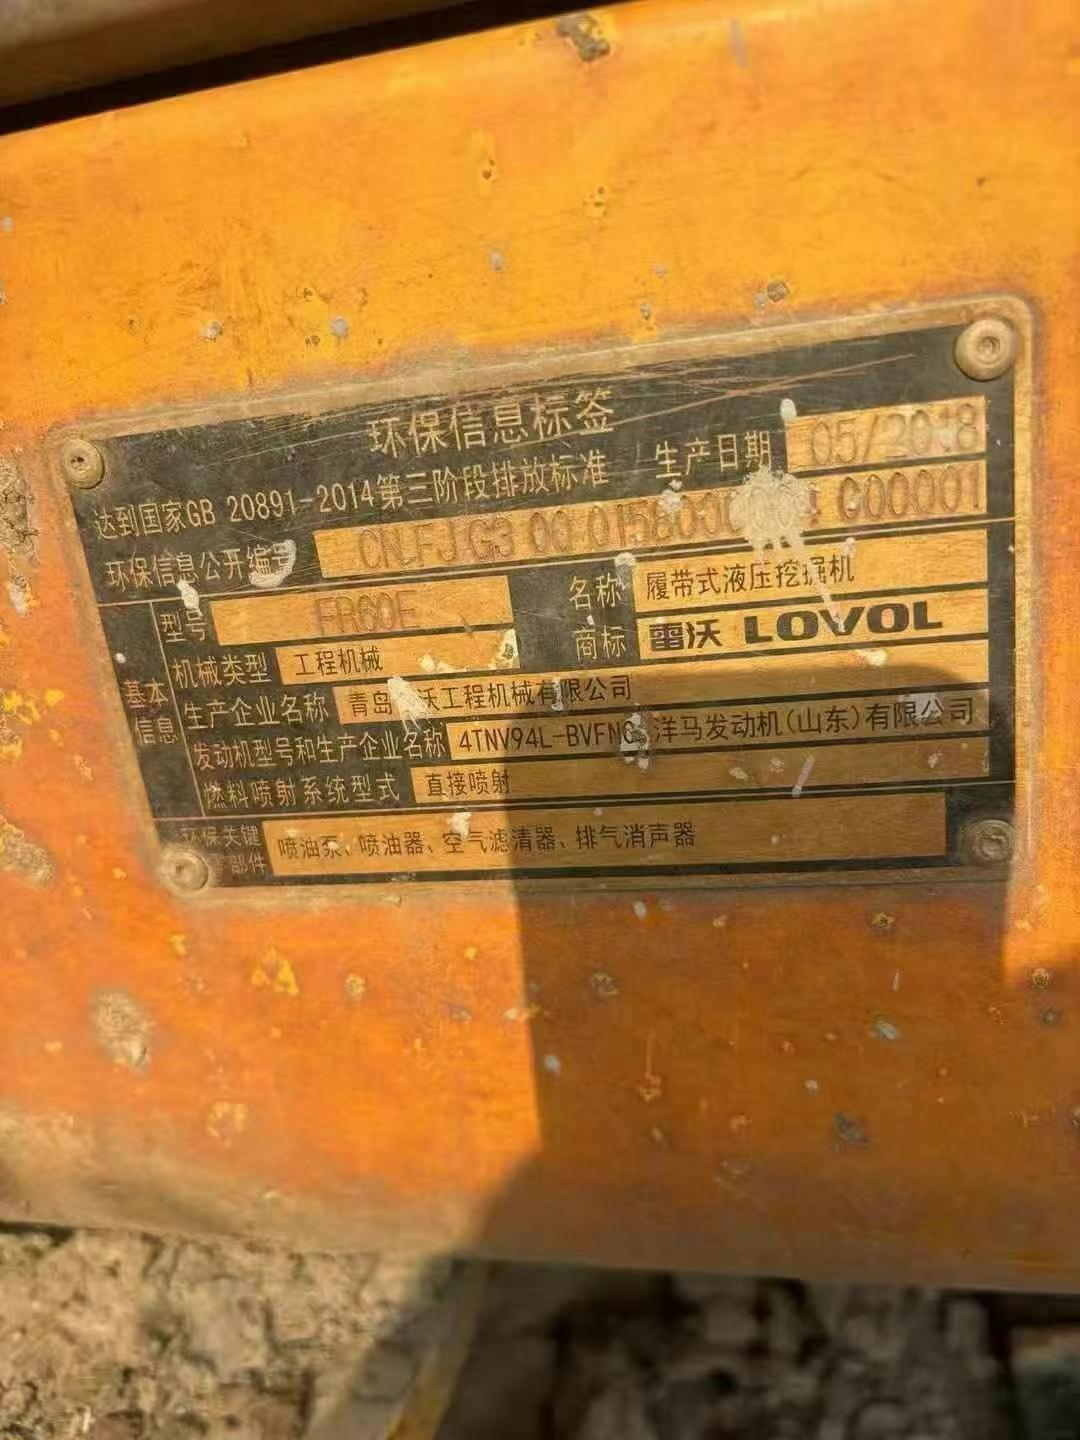 环保信息标签
达到国家GB 20891-2014第三阶段排放标准 生产日期 05/2018
环保信息公开编号 CN FJ G3 00 000001
型号 FR60E 名称 履带式液压挖掘机
机械类型 工程机械 商标 雷沃 LOVOL
基本信息
生产企业名称 青岛 沃工程机械有限公司
发动机型号和生产企业名称 4TNV94L-BVFN 洋马发动机(山东)有限公司
燃料喷射系统型式 直接喷射
环保关键 部件 喷油泵、喷油器、空气滤清器、排气消声器